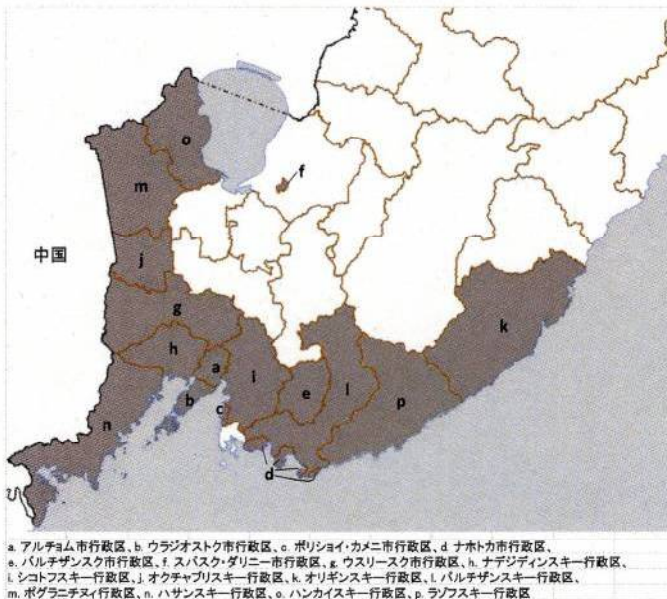 o
m
f
中国
j
g
k
h
a
i
e
l
b
p
c
n
d
a. アルチョム市行政区、b. ウラジオストク市行政区、c. ボリショイ・カメニ市行政区、d. ナホトカ市行政区、
e. パルチザンスク市行政区、f. スパスク・ダリニー市行政区、g. ウスリースク市行政区、h. ナデジディンスキー行政区、
i. シコトフスキー行政区、j. オクチャブリスキー行政区、k. オリギンスキー行政区、l. パルチザンスキー行政区、
m. ポグラニチヌィ行政区、n. ハサンスキー行政区、o. ハンカイスキー行政区、p. ラゾフスキー行政区